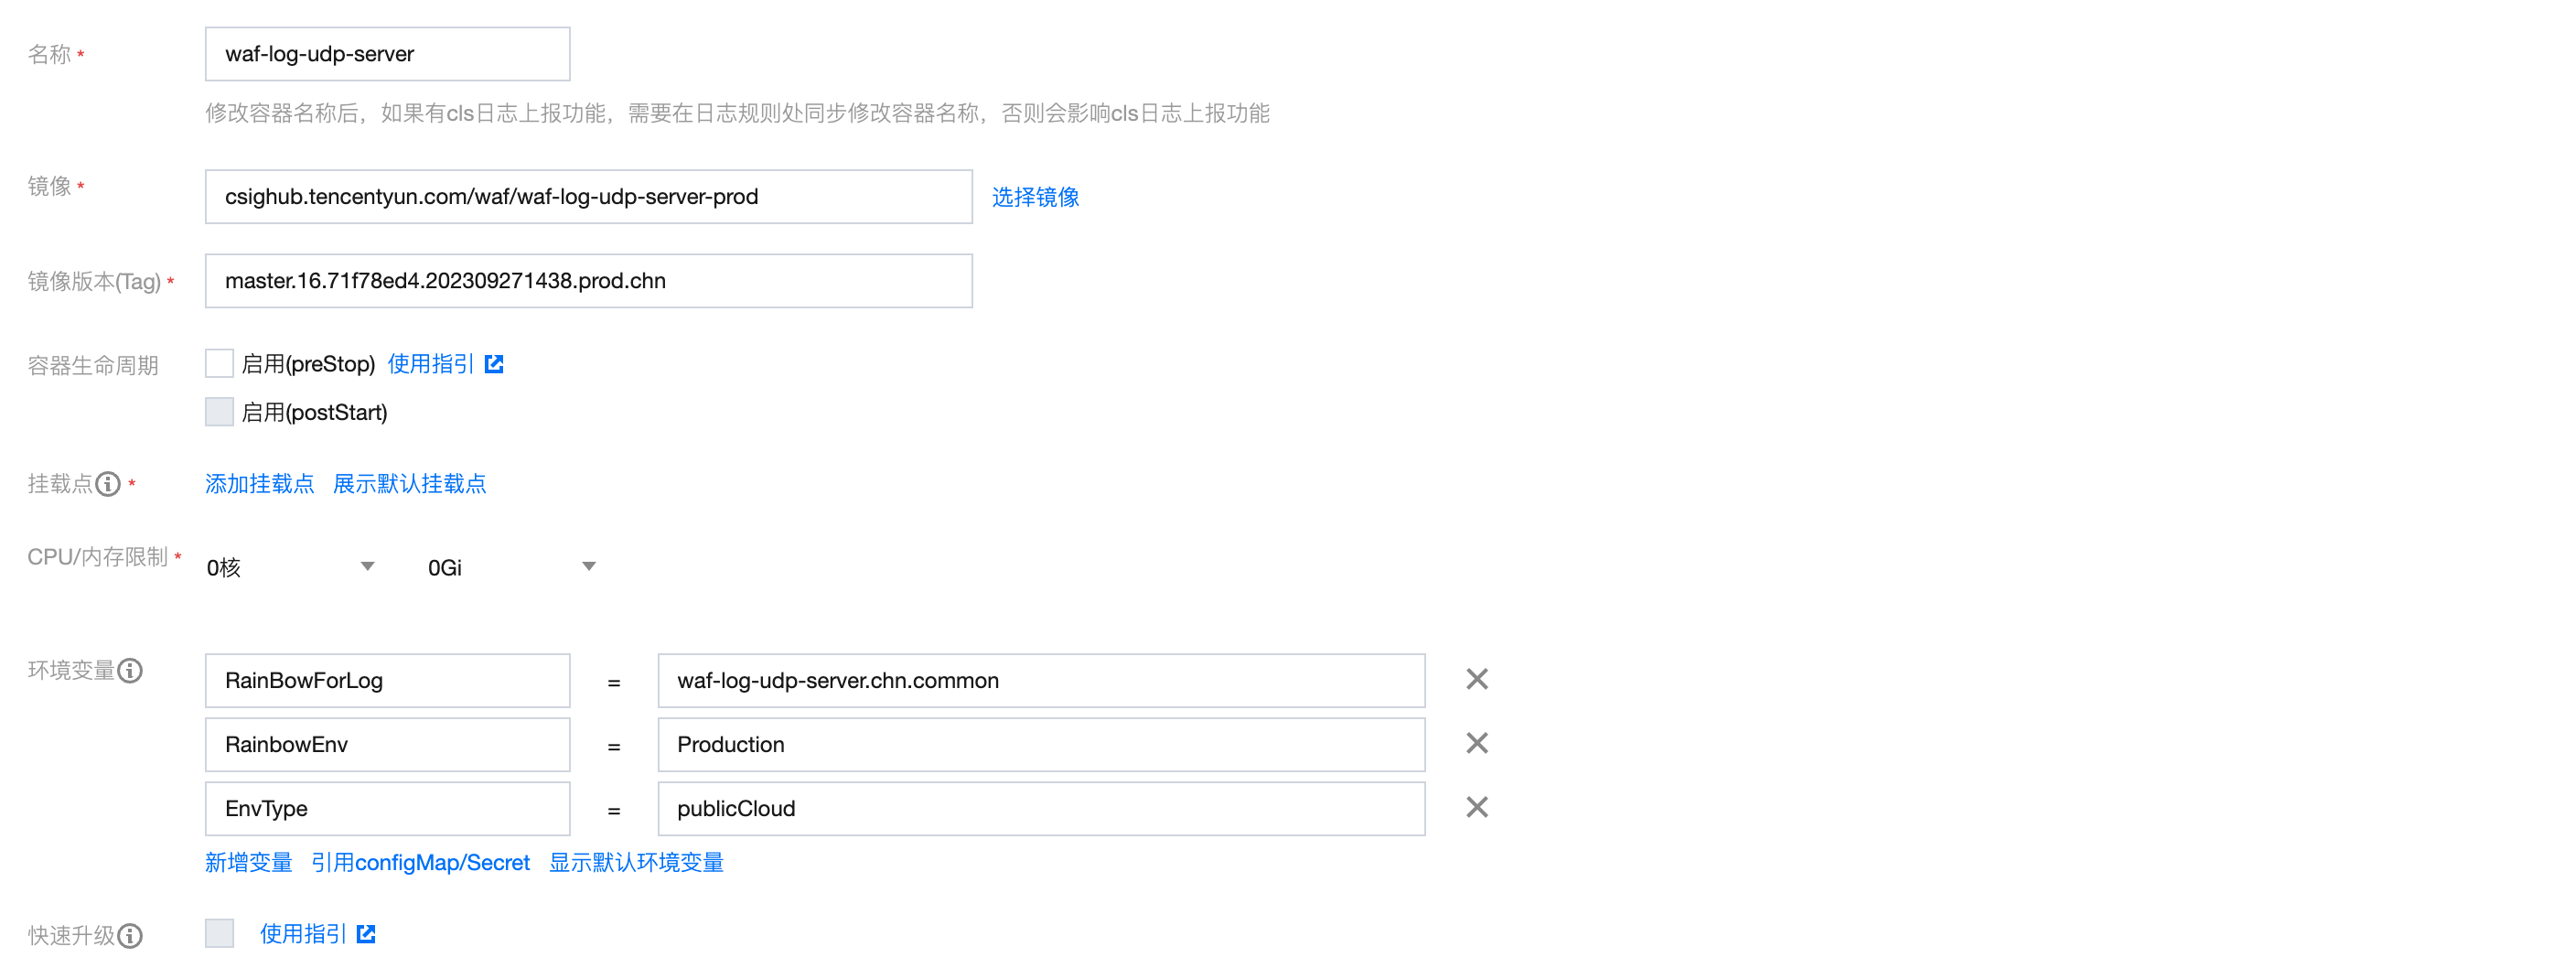 名称 * waf-log-udp-server
修改容器名称后，如果有cls日志上报功能，需要在日志规则处同步修改容器名称，否则会影响cls日志上报功能
镜像 * csighub.tencentyun.com/waf/waf-log-udp-server-prod 选择镜像
镜像版本(Tag) * master.16.71f78ed4.202309271438.prod.chn
容器生命周期 启用(preStop) 使用指引
启用(postStart)
挂载点 * 添加挂载点 展示默认挂载点
CPU/内存限制 * 0核 0Gi
环境变量 RainBowForLog = waf-log-udp-server.chn.common
RainbowEnv = Production
EnvType = publicCloud
新增变量 引用configMap/Secret 显示默认环境变量
快速升级 使用指引